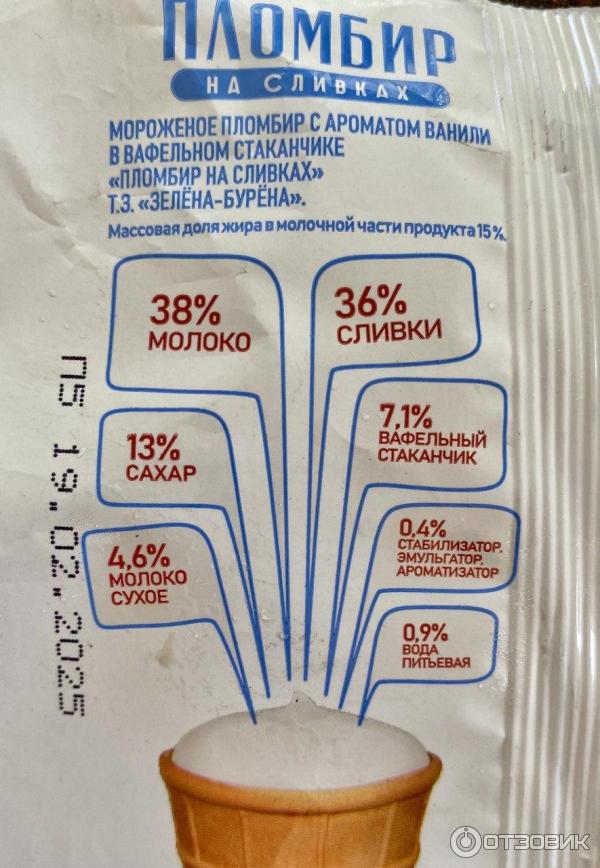 ПЛОМБИР
НА СЛИВКАХ
МОРОЖЕНОЕ ПЛОМБИР С АРОМАТОМ ВАНИЛИ
В ВАФЕЛЬНОМ СТАКАНЧИКЕ
«ПЛОМБИР НА СЛИВКАХ»
Т.З. «ЗЕЛЁНА-БУРЁНА».
Массовая доля жира в молочной части продукта 15%.
38%
МОЛОКО
36%
СЛИВКИ
13%
САХАР
7,1%
ВАФЕЛЬНЫЙ
СТАКАНЧИК
4,6%
МОЛОКО
СУХОЕ
0,4%
СТАБИЛИЗАТОР,
ЭМУЛЬГАТОР,
АРОМАТИЗАТОР
0,9%
ВОДА
ПИТЬЕВАЯ
П5 19.02.2025
ОТЗОВИК